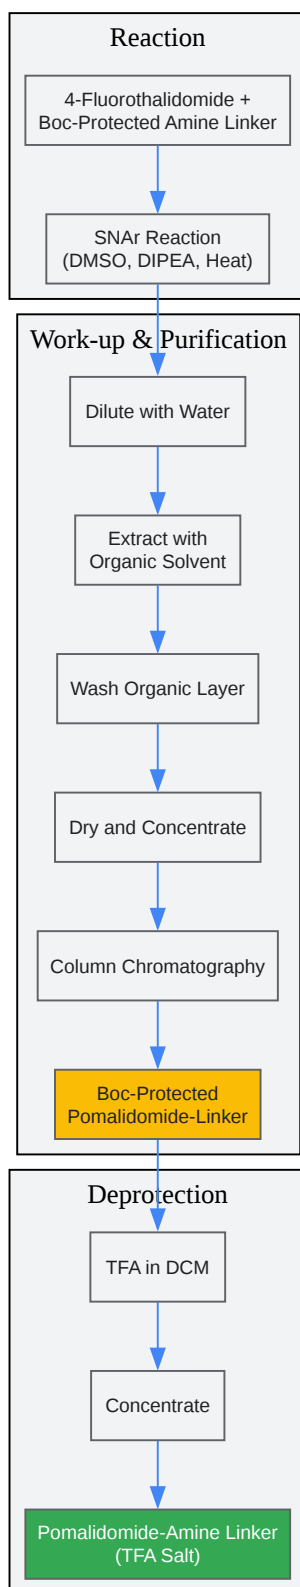 Reaction
4-Fluorothalidomide +
Boc-Protected Amine Linker
SNAr Reaction
(DMSO, DIPEA, Heat)
Work-up & Purification
Dilute with Water
Extract with
Organic Solvent
Wash Organic Layer
Dry and Concentrate
Column Chromatography
Boc-Protected
Pomalidomide-Linker
Deprotection
TFA in DCM
Concentrate
Pomalidomide-Amine Linker
(TFA Salt)